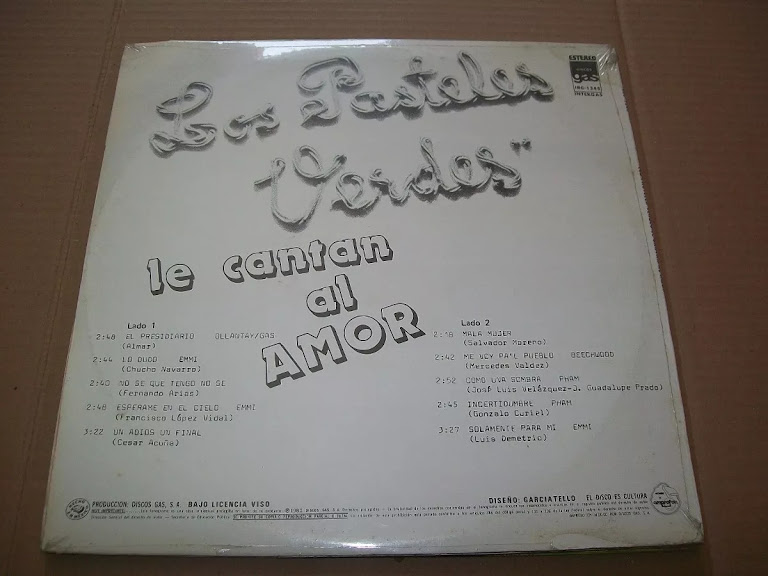 Los Pasteles
Verdes"
le cantan
al
AMOR
ESTEREO
gas
Lado 1
2:48 EL PRESIDIARIO OLLANTAY/GAS
(Almar)
2:44 LO DUDO EMMI
(Chucho Navarro)
2:40 NO SE QUE TENGO NO SE
(Fernando Arias)
2:48 ESPERAME EN EL CIELO EMMI
(Francisco López Vidal)
3:22 UN ADIOS UN FINAL
(Cesar Acuña)
Lado 2
2:18 MALA MUJER
(Salvador Moreno)
2:42 ME VOY PA'L PUEBLO BEECHWOOD
(Mercedes Valdez)
2:52 COMO UNA SOMBRA PHAM
(José Luis Velázquez-J. Guadalupe Prado)
2:45 INCERTIDUMBRE PHAM
(Gonzalo Curiel)
3:27 SOLAMENTE PARA MI EMMI
(Luis Demetrio)
PRODUCCION: DISCOS GAS, S.A. BAJO LICENCIA VISO
DISEÑO: GARCIATELLO EL DISCO ES CULTURA